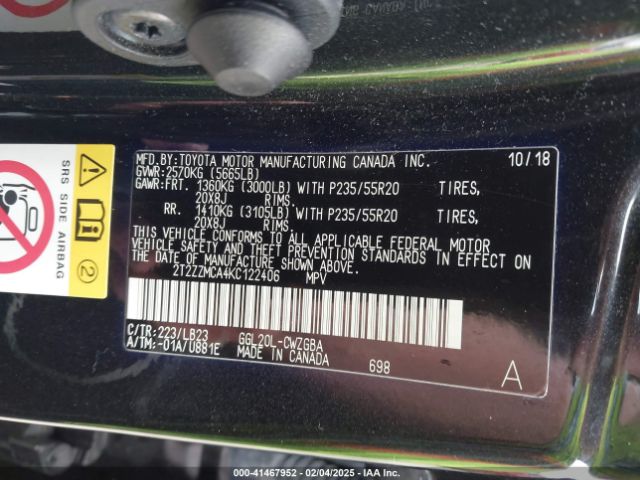 SRS SIDE AIRBAG
2
MFD.BY:TOYOTA MOTOR MANUFACTURING CANADA INC. 10/18
GVWR:2570KG (5665LB)
GAWR:FRT. 1360KG (3000LB) WITH P235/55R20 TIRES,
20X8J RIMS.
RR. 1410KG (3105LB) WITH P235/55R20 TIRES,
20X8J RIMS.
THIS VEHICLE CONFORMS TO ALL APPLICABLE FEDERAL MOTOR
VEHICLE SAFETY AND THEFT PREVENTION STANDARDS IN EFFECT ON
THE DATE OF MANUFACTURE SHOWN ABOVE.
2T2ZZMCA4KC122406 MPV
C/TR:223/LB23 GGL20L-CWZGBA
A/TM:-01A/U881E MADE IN CANADA 698
A
000-41467952 - 02/04/2025 - IAA Inc.